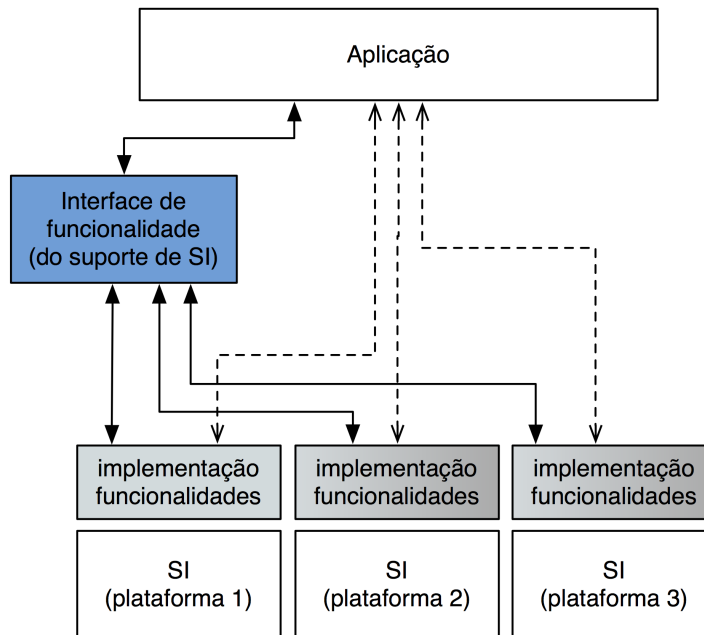 Aplicação
Interface de
funcionalidade
(do suporte de SI)
implementação
funcionalidades
implementação
funcionalidades
implementação
funcionalidades
SI
(plataforma 1)
SI
(plataforma 2)
SI
(plataforma 3)